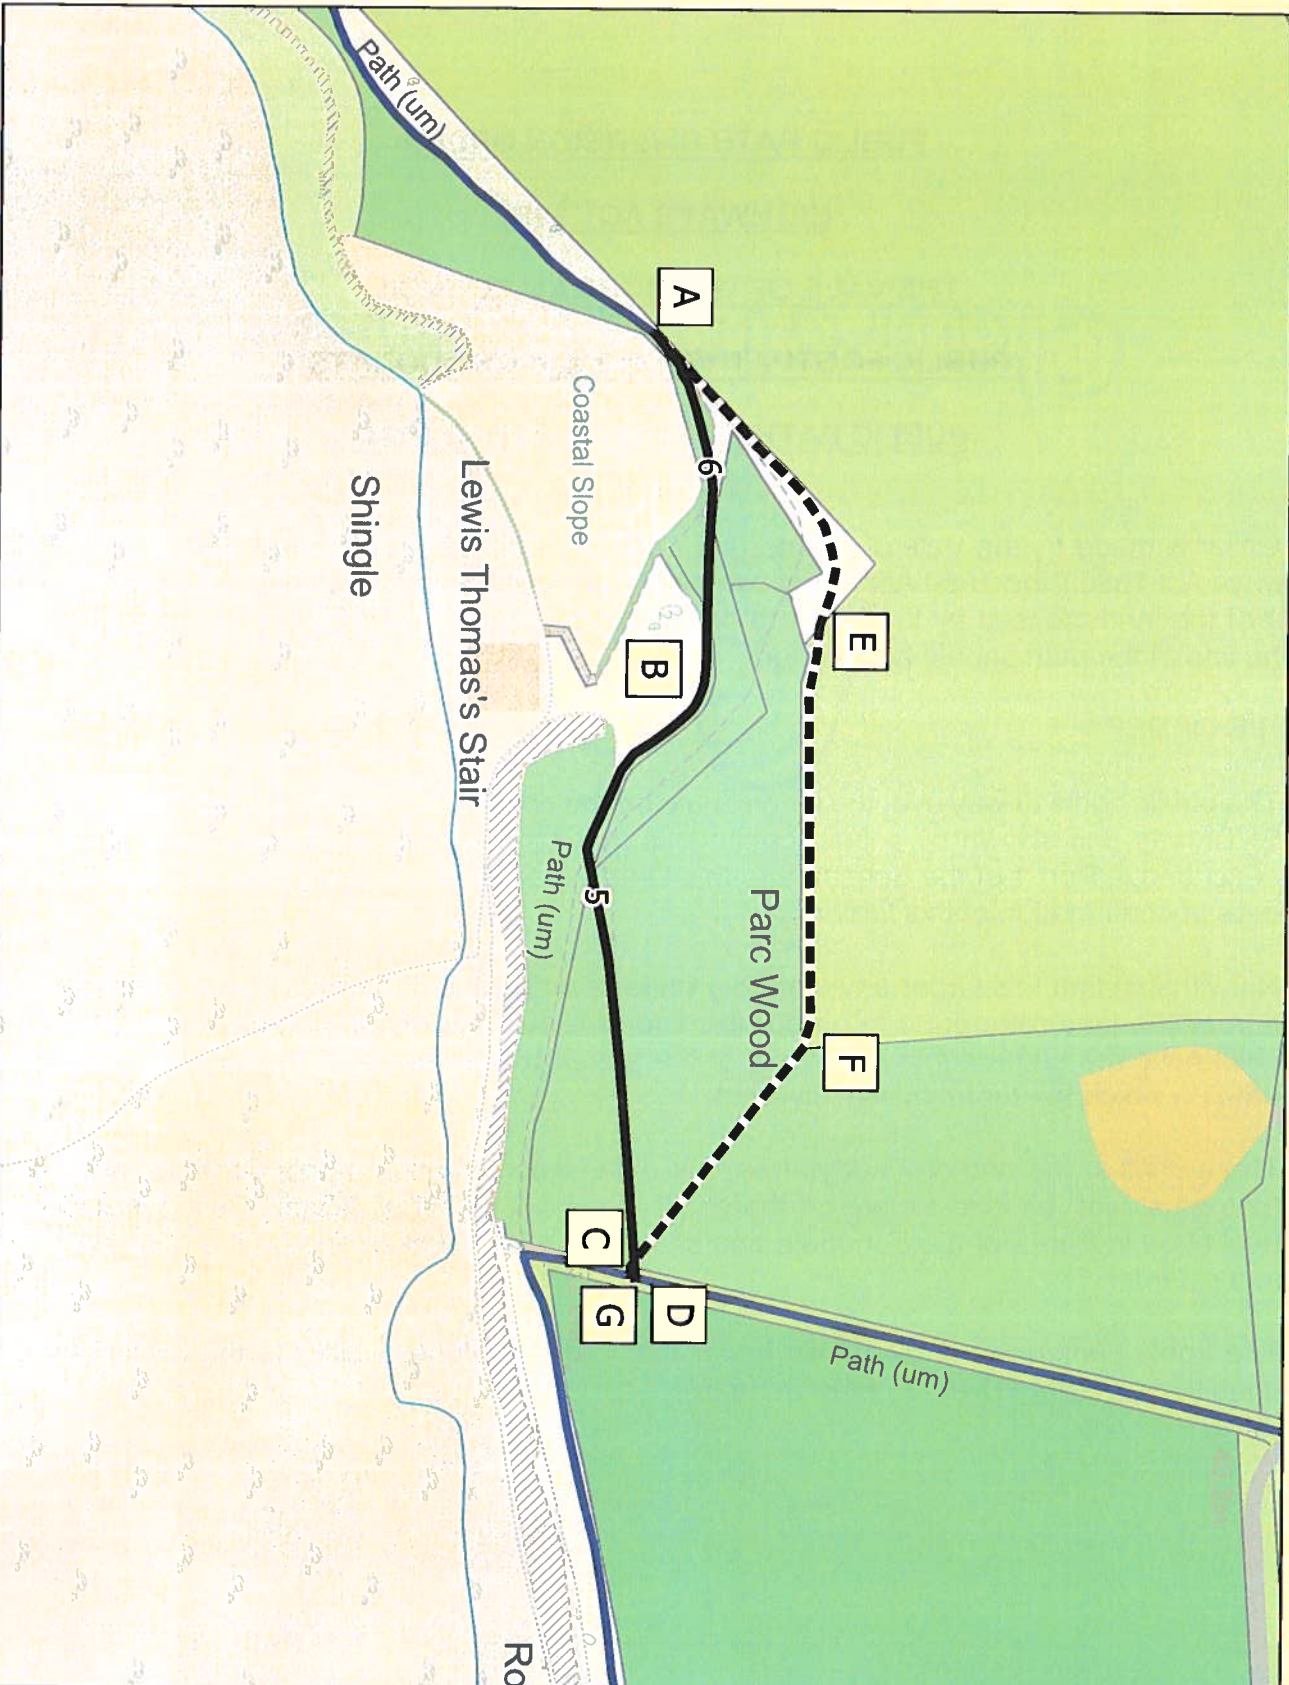 Path (um)
A
6
Coastal Slope
Lewis Thomas's Stair
Shingle
B
E
5
Path (um)
Parc Wood
F
C
G
D
Path (um)
Ro